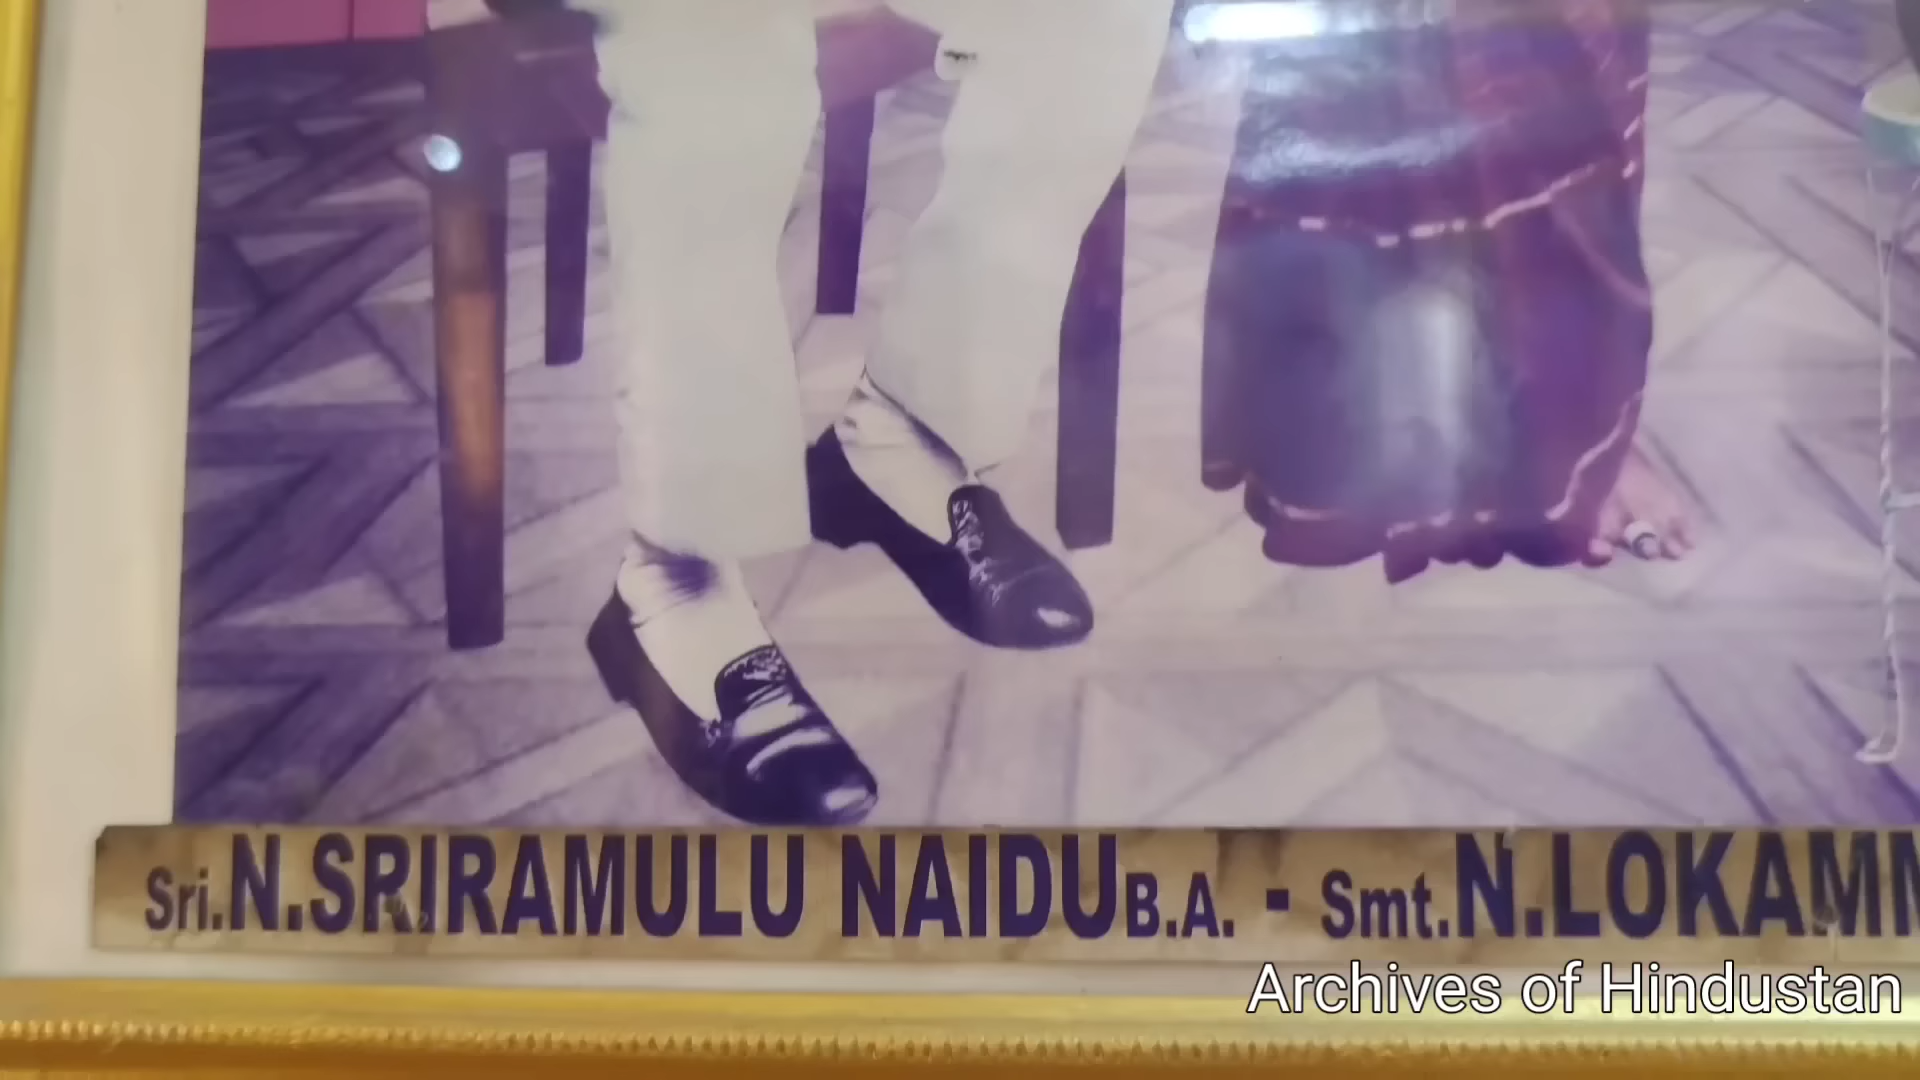 Sri.N.SRIRAMULU NAIDU B.A. - Smt.N.LOKAMM
Archives of Hindustan